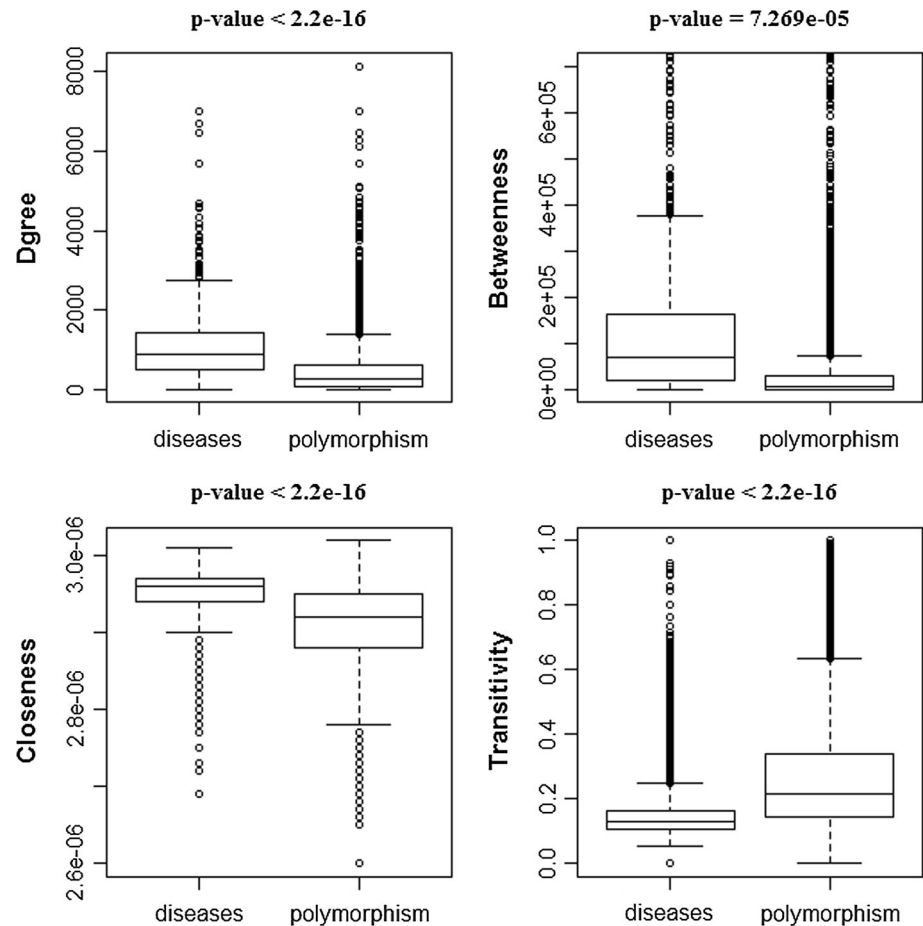 p-value < 2.2e-16
Dgree
8000
6000
4000
2000
0
diseases
polymorphism
p-value = 7.269e-05
Betweenness
6e+05
4e+05
2e+05
0e+00
diseases
polymorphism
p-value < 2.2e-16
Closeness
3.0e-06
2.8e-06
2.6e-06
diseases
polymorphism
p-value < 2.2e-16
Transitivity
1.0
0.8
0.6
0.4
0.2
0.0
diseases
polymorphism